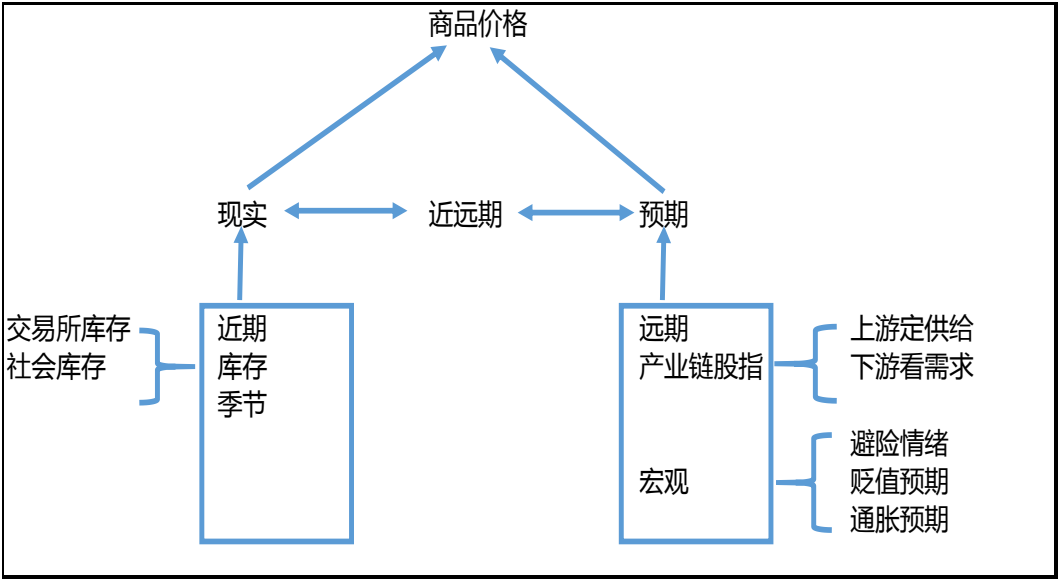 商品价格
现实
近远期
预期
交易所库存
社会库存
近期
库存
季节
远期
产业链股指
宏观
上游定供给
下游看需求
避险情绪
贬值预期
通胀预期